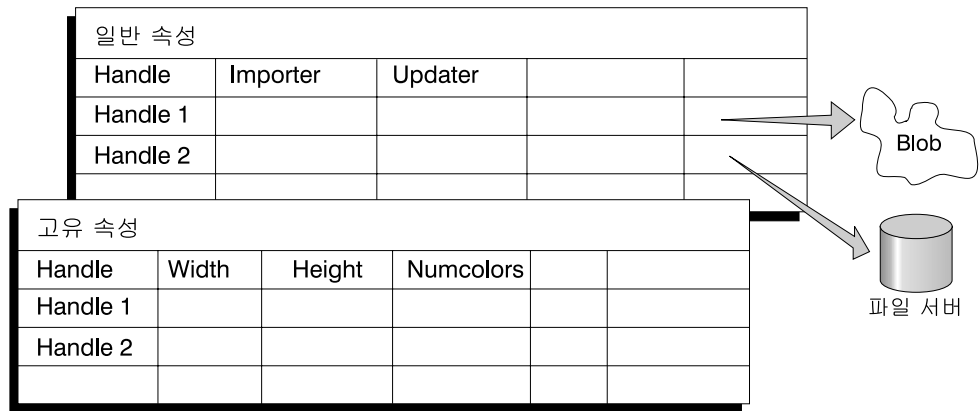 일반 속성
Handle Importer Updater
Handle 1
Handle 2
Blob
파일 서버
고유 속성
Handle Width Height Numcolors
Handle 1
Handle 2